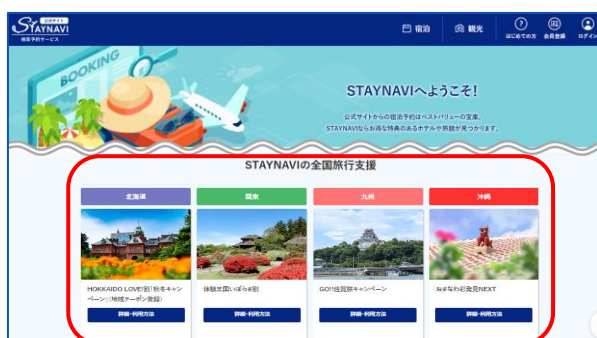 公式サイト
STAYNAVI
検索予約サービス
宿泊
観光
はじめての方
会員登録
ログイン
BOOKING
STAYNAVIへようこそ!
公式サイトからの宿泊予約はベストバリューの宝庫。
STAYNAVIならお得な特典のあるホテルや旅館が見つかります。
STAYNAVIの全国旅行支援
北海道
関東
九州
沖縄
HOKKAIDO LOVE!割「秋冬キャン
ペーン」(地域クーポン登録)
体験王国いばらき割
GO!!佐賀旅キャンペーン
おきなわ彩発見NEXT
詳細・利用方法
詳細・利用方法
詳細・利用方法
詳細・利用方法